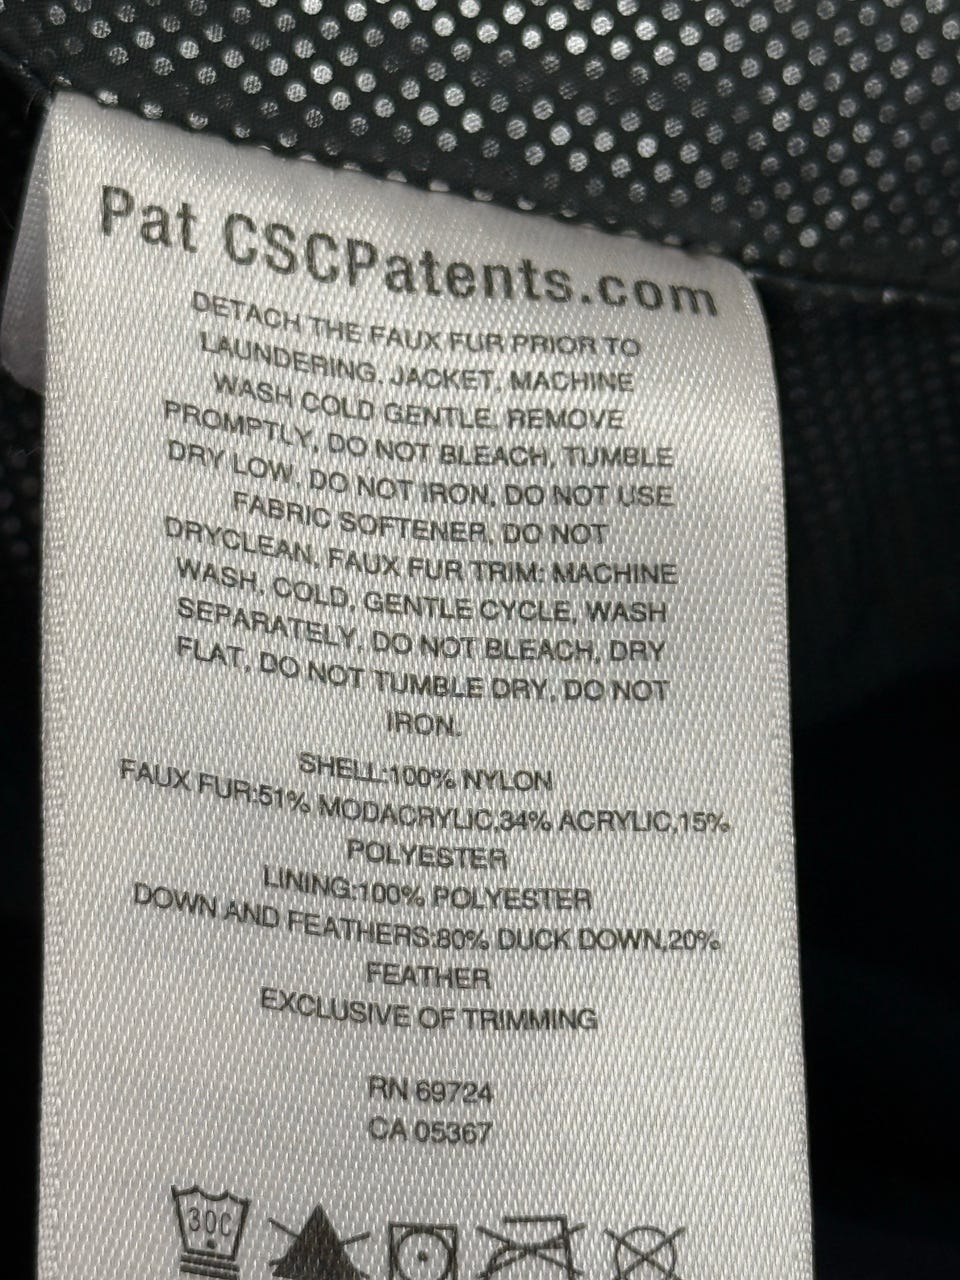 Pat CSCPatents.com
DETACH THE FAUX FUR PRIOR TO
LAUNDERING. JACKET, MACHINE
WASH COLD GENTLE, REMOVE
PROMPTLY, DO NOT BLEACH, TUMBLE
DRY LOW, DO NOT IRON, DO NOT USE
FABRIC SOFTENER, DO NOT
DRYCLEAN, FAUX FUR TRIM: MACHINE
WASH, COLD, GENTLE CYCLE, WASH
SEPARATELY, DO NOT BLEACH, DRY
FLAT, DO NOT TUMBLE DRY, DO NOT
IRON.
SHELL:100% NYLON
FAUX FUR:51% MODACRYLIC,34% ACRYLIC,15%
POLYESTER
LINING:100% POLYESTER
DOWN AND FEATHERS:80% DUCK DOWN,20%
FEATHER
EXCLUSIVE OF TRIMMING
RN 69724
CA 05367
30C